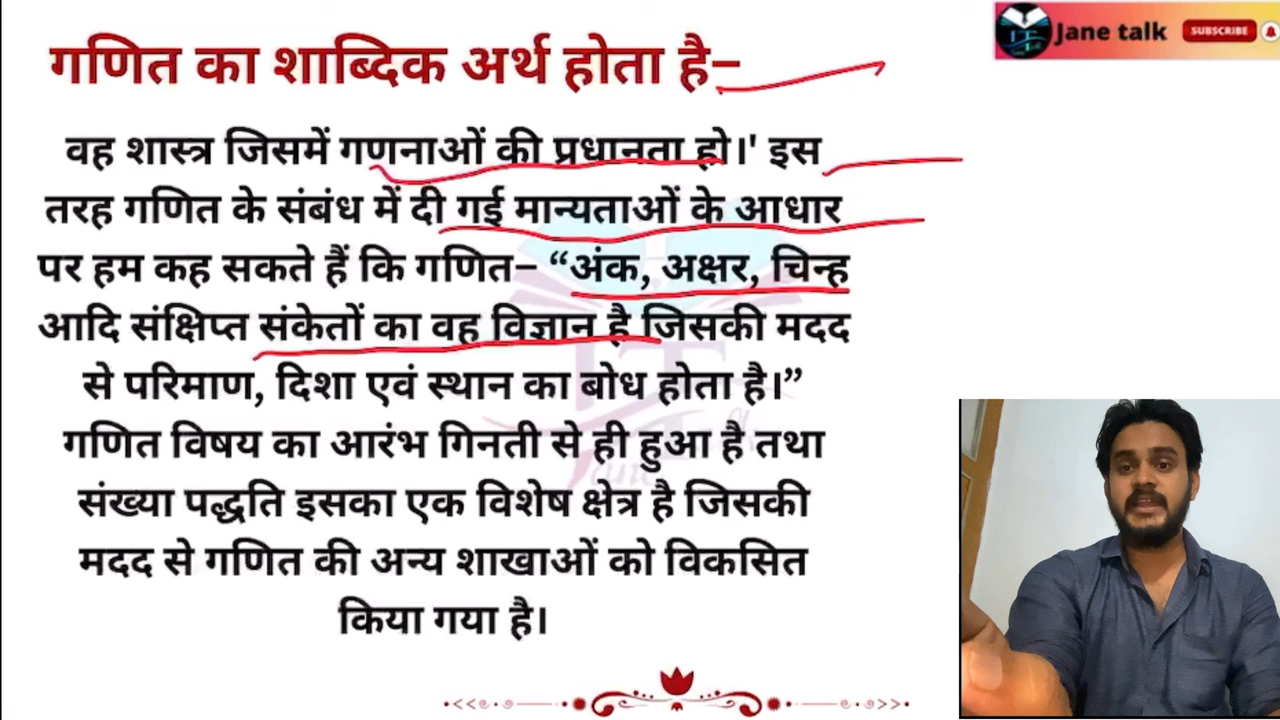 गणित का शाब्दिक अर्थ होता है–
Jane talk
SUBSCRIBE
वह शास्त्र जिसमें गणनाओं की प्रधानता हो।' इस
तरह गणित के संबंध में दी गई मान्यताओं के आधार
पर हम कह सकते हैं कि गणित– “अंक, अक्षर, चिन्ह
आदि संक्षिप्त संकेतों का वह विज्ञान है जिसकी मदद
से परिमाण, दिशा एवं स्थान का बोध होता है।”
गणित विषय का आरंभ गिनती से ही हुआ है तथा
संख्या पद्धति इसका एक विशेष क्षेत्र है जिसकी
मदद से गणित की अन्य शाखाओं को विकसित
किया गया है।